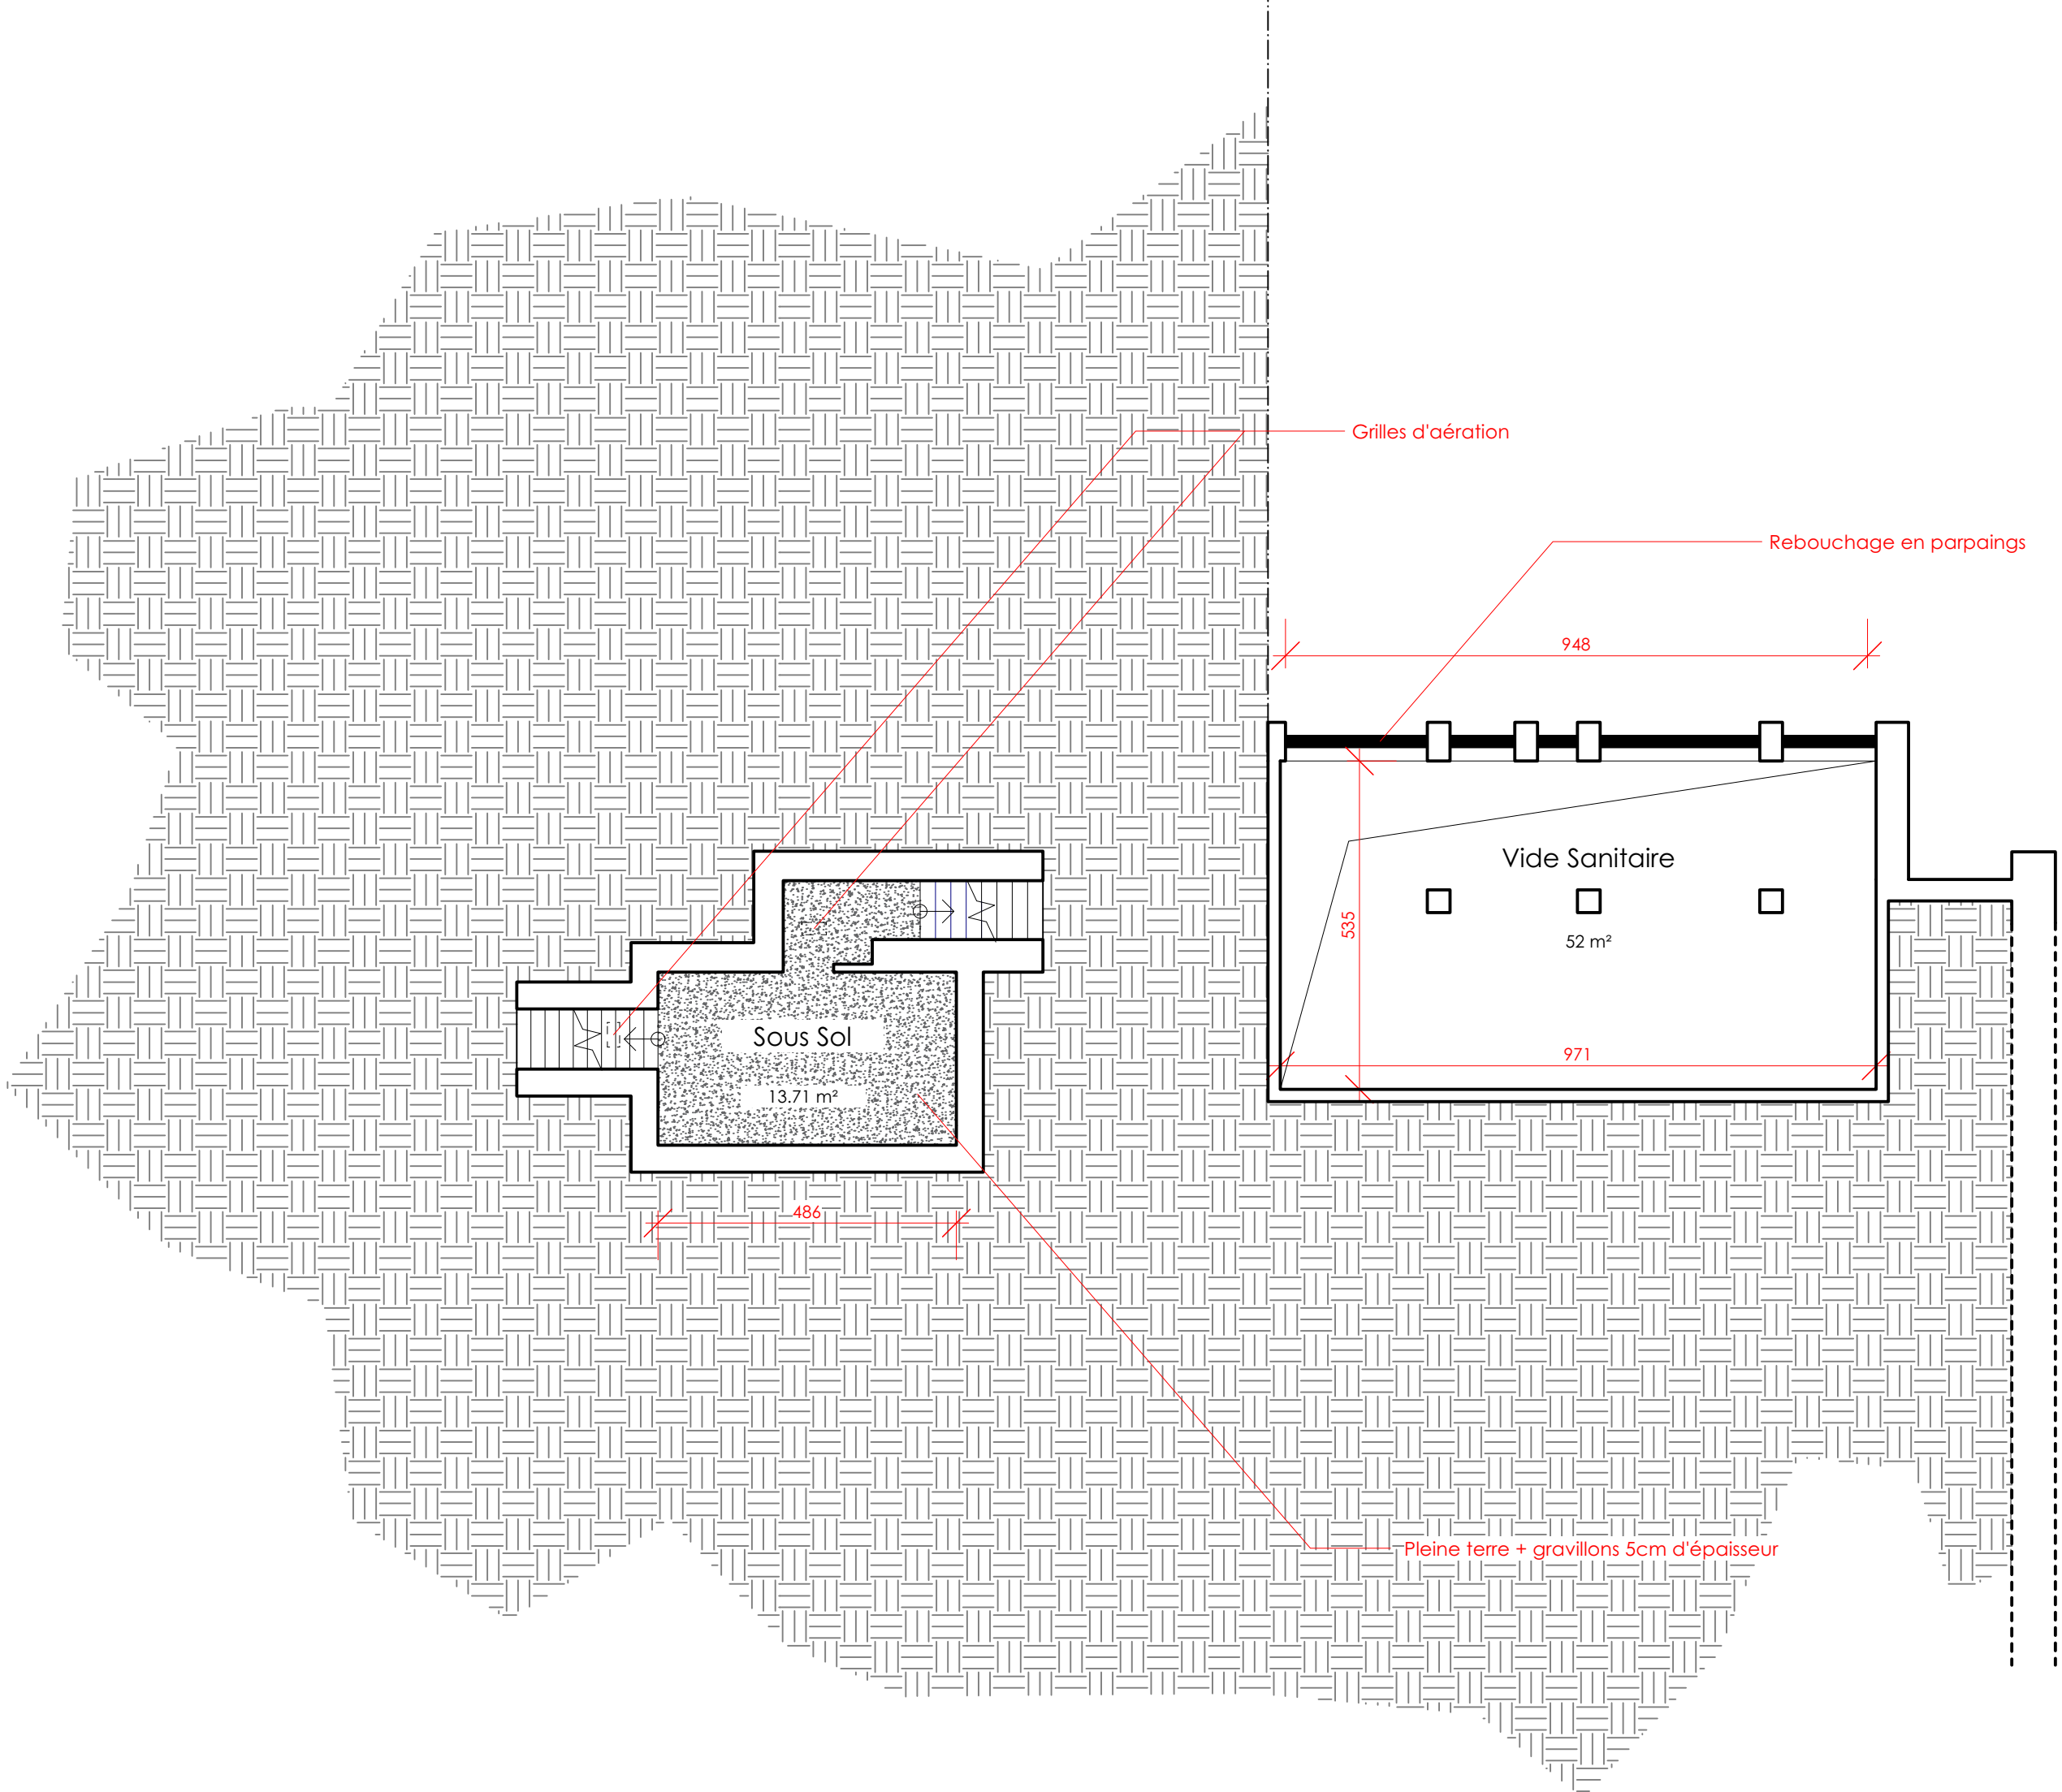 Grilles d'aération
Rebouchage en parpaings
948
Vide Sanitaire
52 m²
535
971
Sous Sol
13.71 m²
486
Pleine terre + gravillons 5cm d'épaisseur